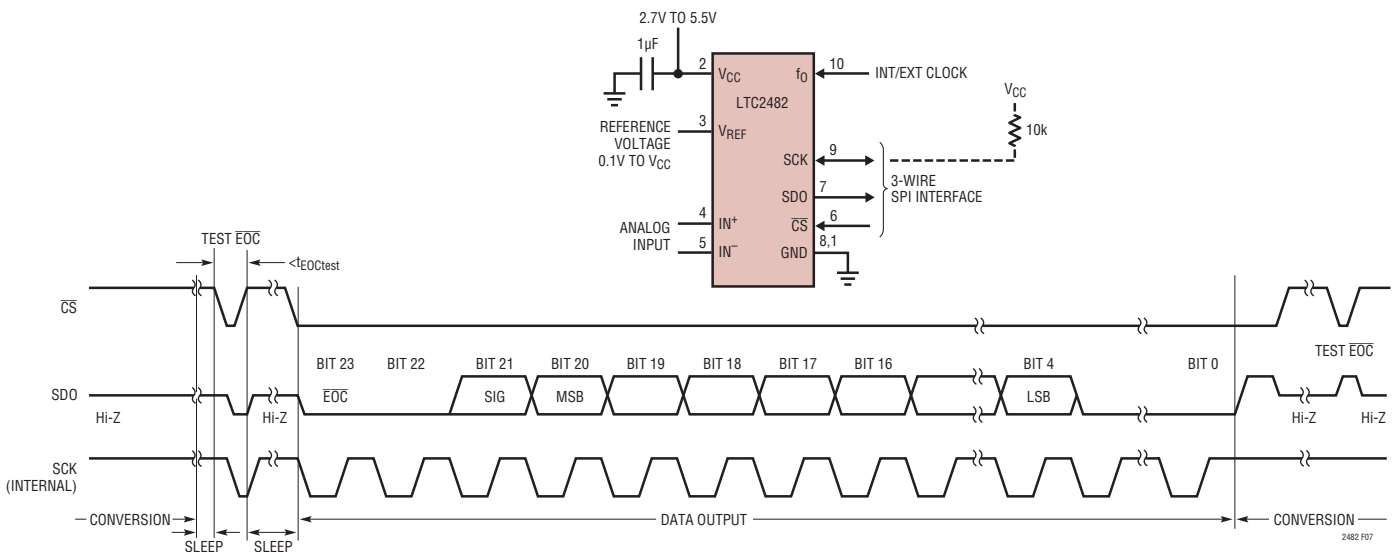 2.7V TO 5.5V
1µF
2
VCC
fO
10
INT/EXT CLOCK
LTC2482
VCC
10k
REFERENCE
VOLTAGE
0.1V TO VCC
3
VREF
SCK
9
SDO
7
3-WIRE
SPI INTERFACE
ANALOG
INPUT
4
IN+
CS
6
5
IN–
GND
8,1
TEST EOC
<tEOCtest
CS
TEST EOC
BIT 23
BIT 22
BIT 21
BIT 20
BIT 19
BIT 18
BIT 17
BIT 16
BIT 4
BIT 0
SDO
EOC
SIG
MSB
LSB
Hi-Z
Hi-Z
Hi-Z
Hi-Z
SCK
(INTERNAL)
CONVERSION
DATA OUTPUT
CONVERSION
SLEEP
SLEEP
2482 F07